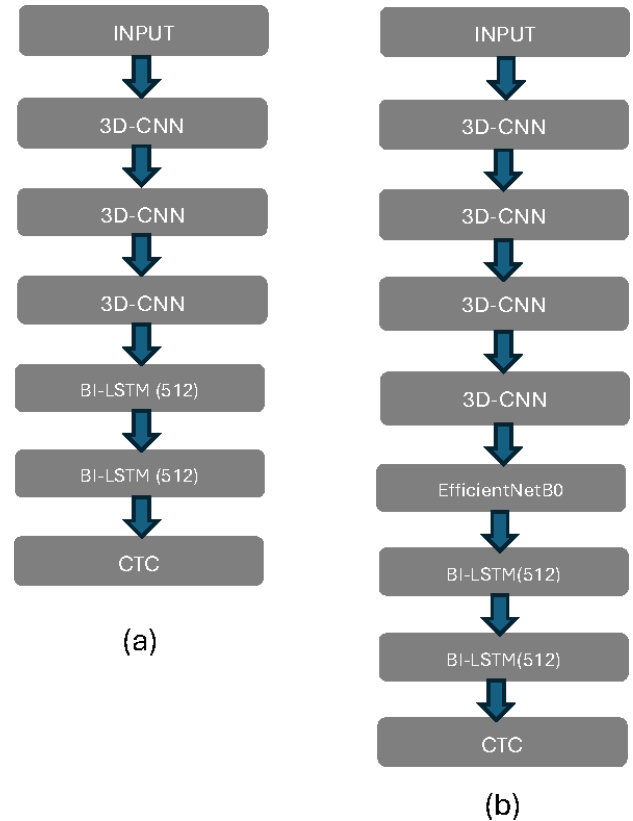 INPUT
3D-CNN
3D-CNN
3D-CNN
BI-LSTM (512)
BI-LSTM (512)
CTC
(a)
INPUT
3D-CNN
3D-CNN
3D-CNN
3D-CNN
EfficientNetB0
BI-LSTM(512)
BI-LSTM(512)
CTC
(b)